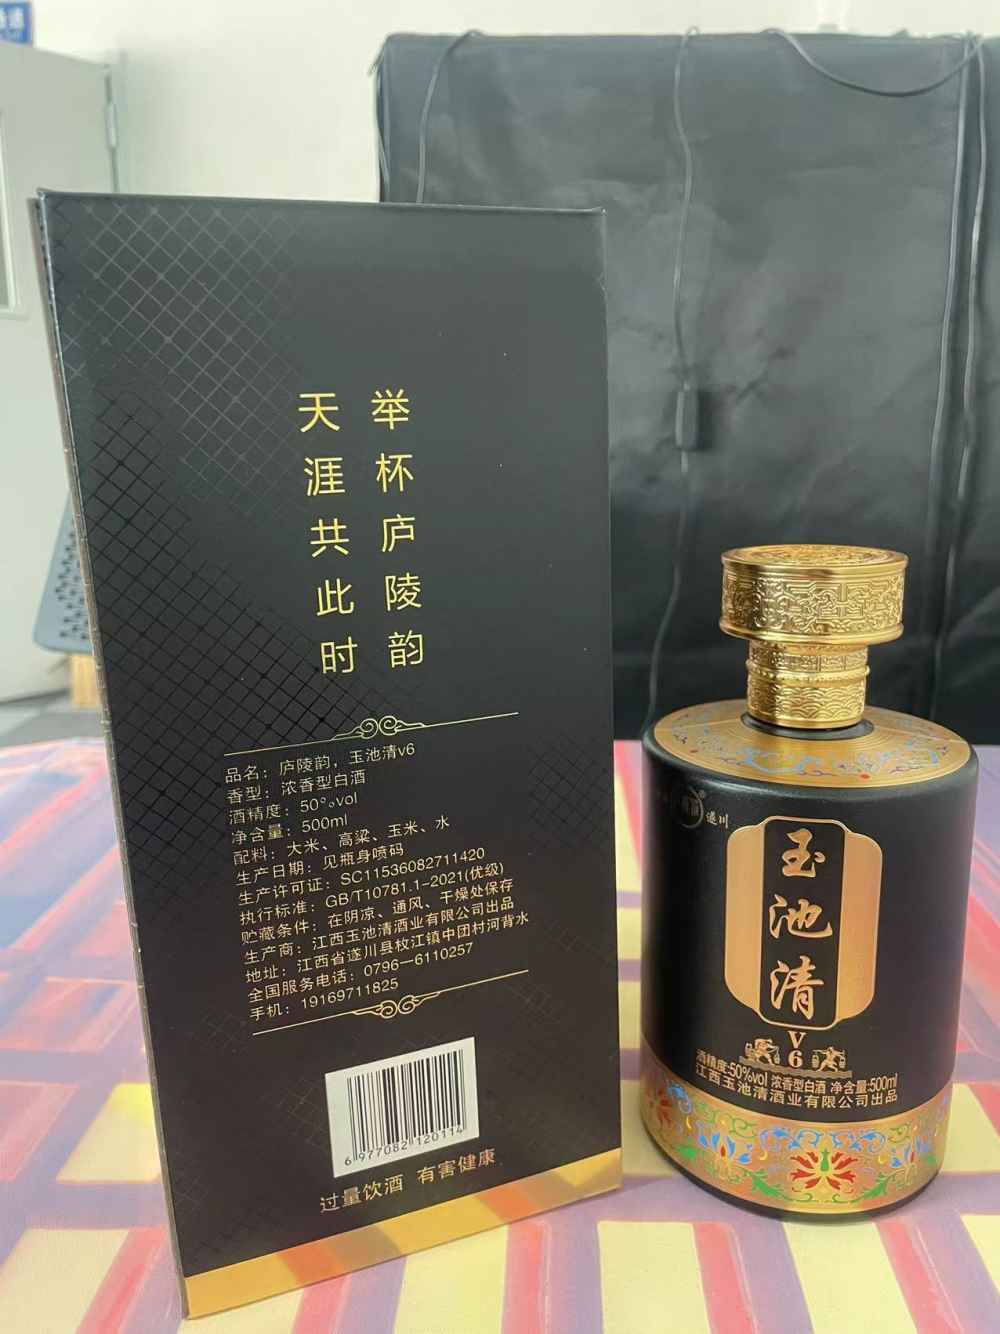 举杯庐陵韵
天涯共此时
品名：庐陵韵，玉池清v6
香型：浓香型白酒
酒精度：50%vol
净含量：500ml
配料：大米、高粱、玉米、水
生产日期：见瓶身喷码
生产许可证：SC11536082711420
执行标准：GB/T10781.1-2021(优级)
贮藏条件：在阴凉、通风、干燥处保存
生产商：江西玉池清酒业有限公司出品
地址：江西省遂川县枚江镇中团村河背水
全国服务电话：0796-6110257
手机：19169711825
6 977082 120114
过量饮酒 有害健康
遂川
玉池清
V
6
酒精度:50%vol 浓香型白酒 净含量:500ml
江西玉池清酒业有限公司出品